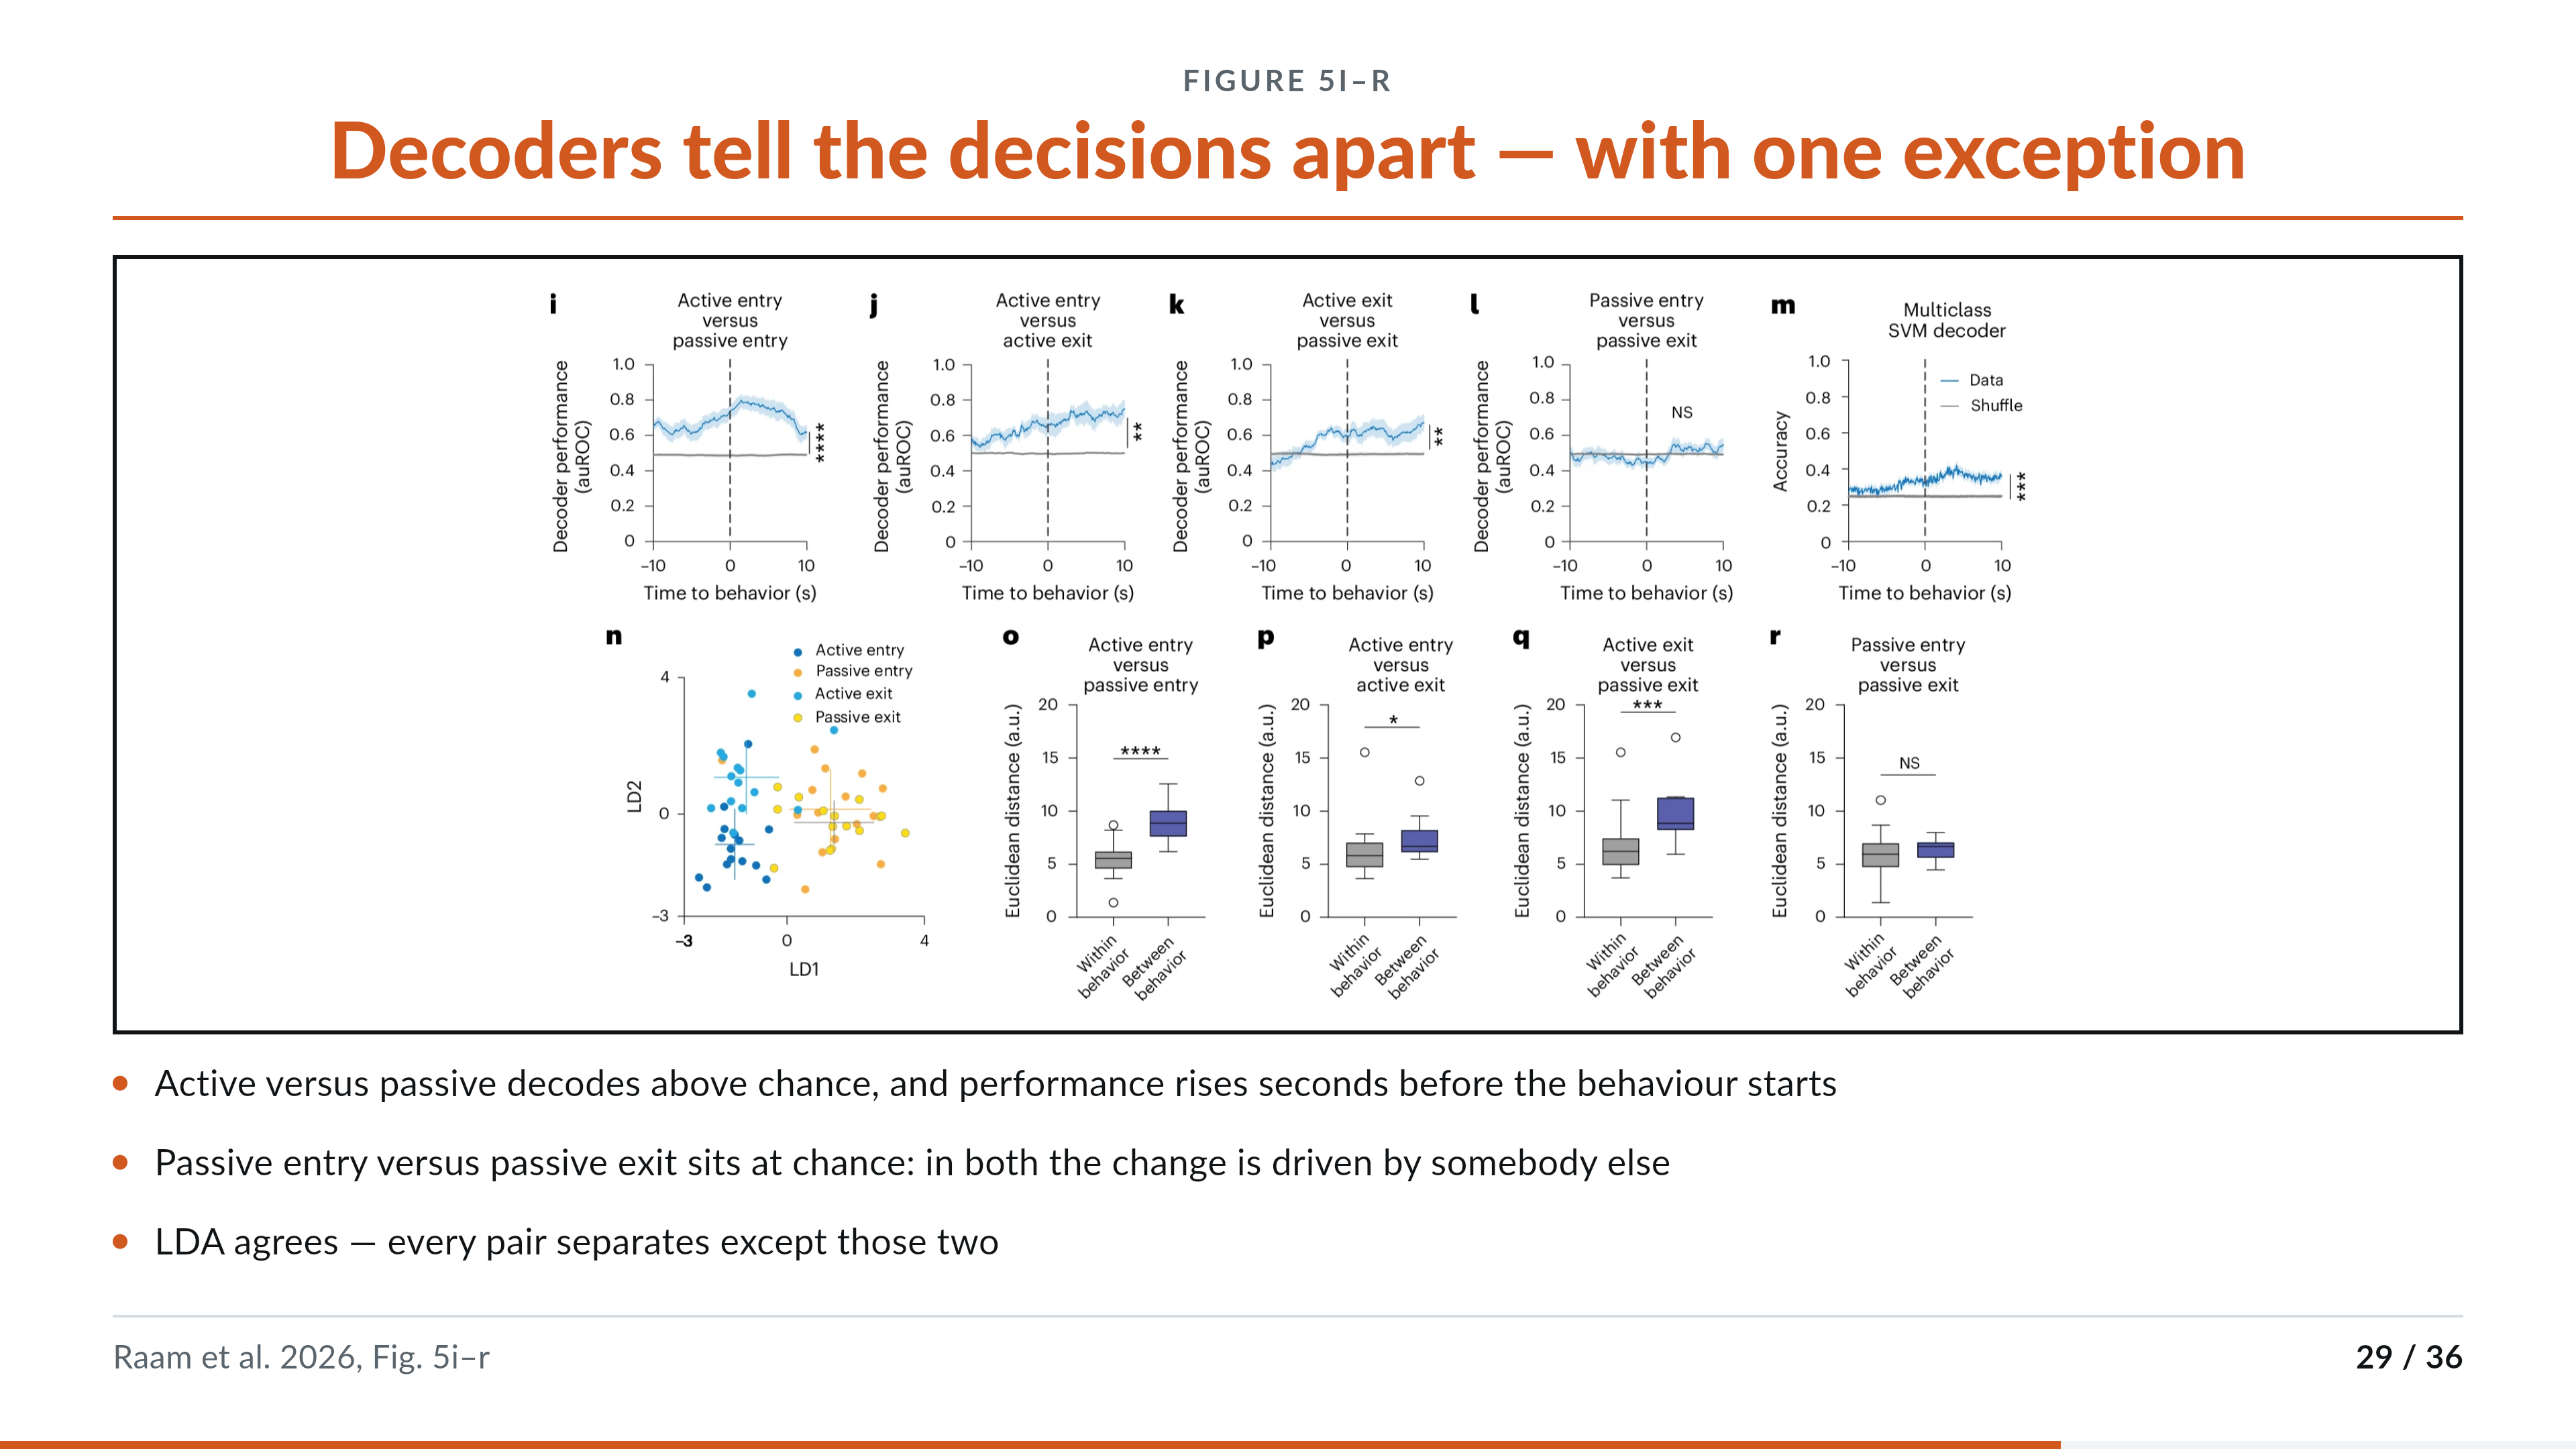 FIGURE 5I–R
Decoders tell the decisions apart — with one exception
i
Active entry
versus
passive entry
Decoder performance
(auROC)
1.0
0.8
0.6
0.4
0.2
0
–10
0
10
Time to behavior (s)
****
j
Active entry
versus
active exit
Decoder performance
(auROC)
1.0
0.8
0.6
0.4
0.2
0
–10
0
10
Time to behavior (s)
**
k
Active exit
versus
passive exit
Decoder performance
(auROC)
1.0
0.8
0.6
0.4
0.2
0
–10
0
10
Time to behavior (s)
**
l
Passive entry
versus
passive exit
Decoder performance
(auROC)
1.0
0.8
0.6
0.4
0.2
0
NS
–10
0
10
Time to behavior (s)
m
Multiclass
SVM decoder
Accuracy
1.0
0.8
0.6
0.4
0.2
0
Data
Shuffle
–10
0
10
Time to behavior (s)
***
n
Active entry
Passive entry
Active exit
Passive exit
LD2
4
0
–3
–3
0
4
LD1
o
Active entry
versus
passive entry
Euclidean distance (a.u.)
20
15
10
5
0
****
Within
behavior
Between
behavior
p
Active entry
versus
active exit
Euclidean distance (a.u.)
20
15
10
5
0
*
Within
behavior
Between
behavior
q
Active exit
versus
passive exit
Euclidean distance (a.u.)
20
15
10
5
0
***
Within
behavior
Between
behavior
r
Passive entry
versus
passive exit
Euclidean distance (a.u.)
20
15
10
5
0
NS
Within
behavior
Between
behavior
• Active versus passive decodes above chance, and performance rises seconds before the behaviour starts
• Passive entry versus passive exit sits at chance: in both the change is driven by somebody else
• LDA agrees — every pair separates except those two
Raam et al. 2026, Fig. 5i–r
29 / 36